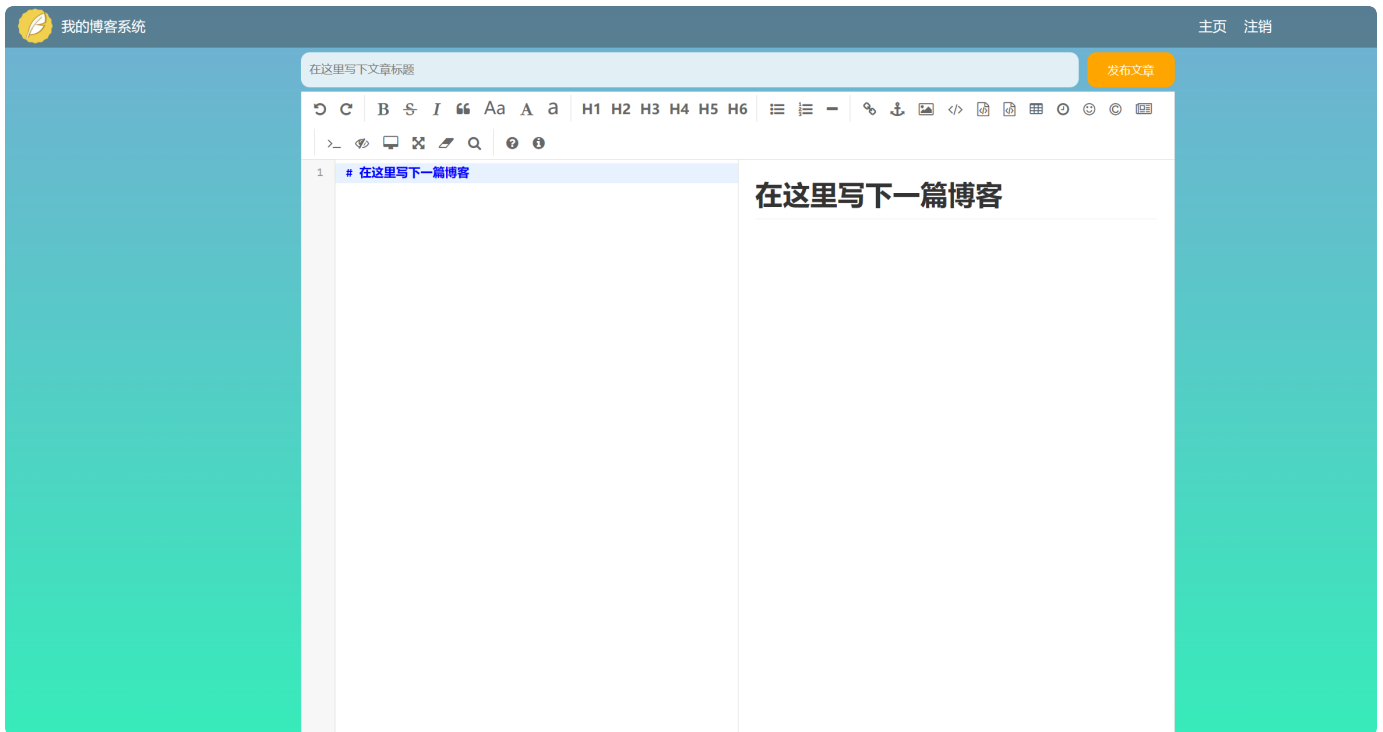 我的博客系统 主页 注销
在这里写下文章标题 发布文章
B S I Aa A a H1 H2 H3 H4 H5 H6
1 # 在这里写下一篇博客
在这里写下一篇博客